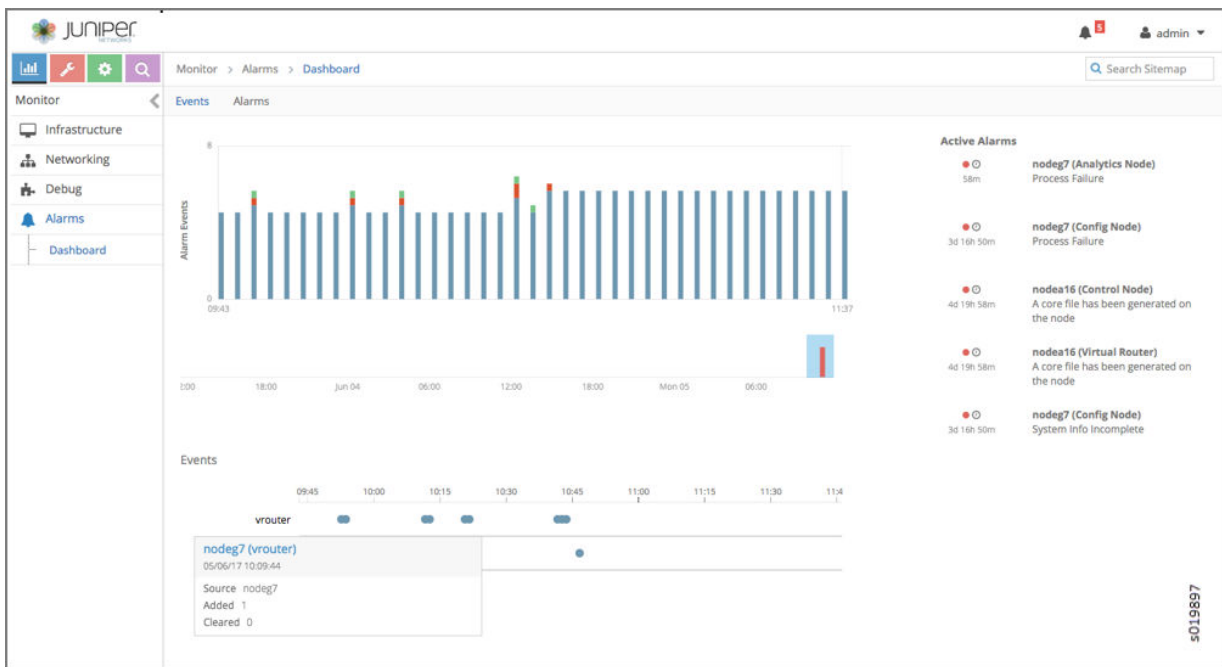 JUNIPER
NETWORKS
5
admin
Monitor > Alarms > Dashboard
Search Sitemap
Monitor
Events Alarms
Infrastructure
Networking
Debug
Alarms
Dashboard
8
Alarm Events
0
09:43
11:37
:00 18:00 Jun 04 06:00 12:00 18:00 Mon 05 06:00
Active Alarms
58m
nodeg7 (Analytics Node)
Process Failure
3d 16h 50m
nodeg7 (Config Node)
Process Failure
4d 19h 58m
nodea16 (Control Node)
A core file has been generated on
the node
4d 19h 58m
nodea16 (Virtual Router)
A core file has been generated on
the node
3d 16h 50m
nodeg7 (Config Node)
System Info Incomplete
Events
09:45 10:00 10:15 10:30 10:45 11:00 11:15 11:30 11:4
vrouter
nodeg7 (vrouter)
05/06/17 10:09:44
Source nodeg7
Added 1
Cleared 0
s019897